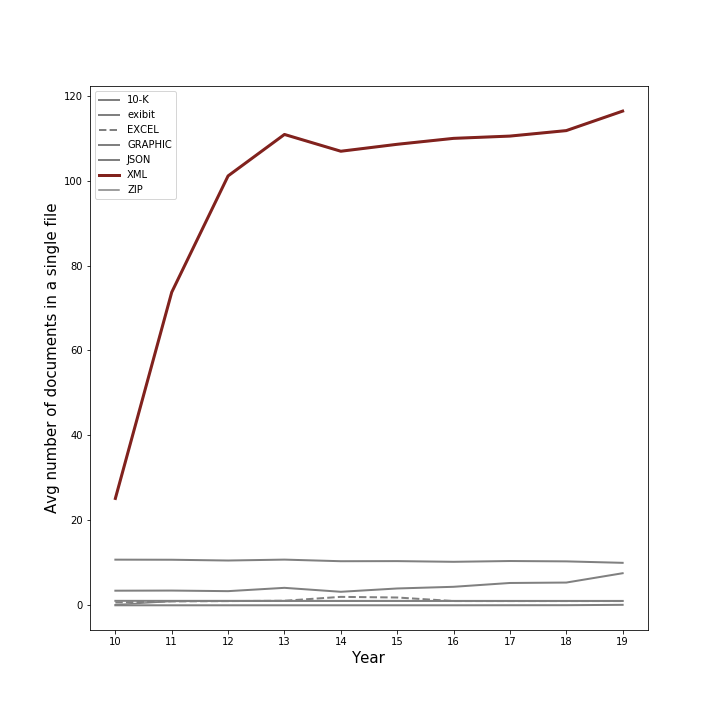 120
100
80
60
40
20
0
Avg number of documents in a single file
10-K
exibit
EXCEL
GRAPHIC
JSON
XML
ZIP
10 11 12 13 14 15 16 17 18 19
Year